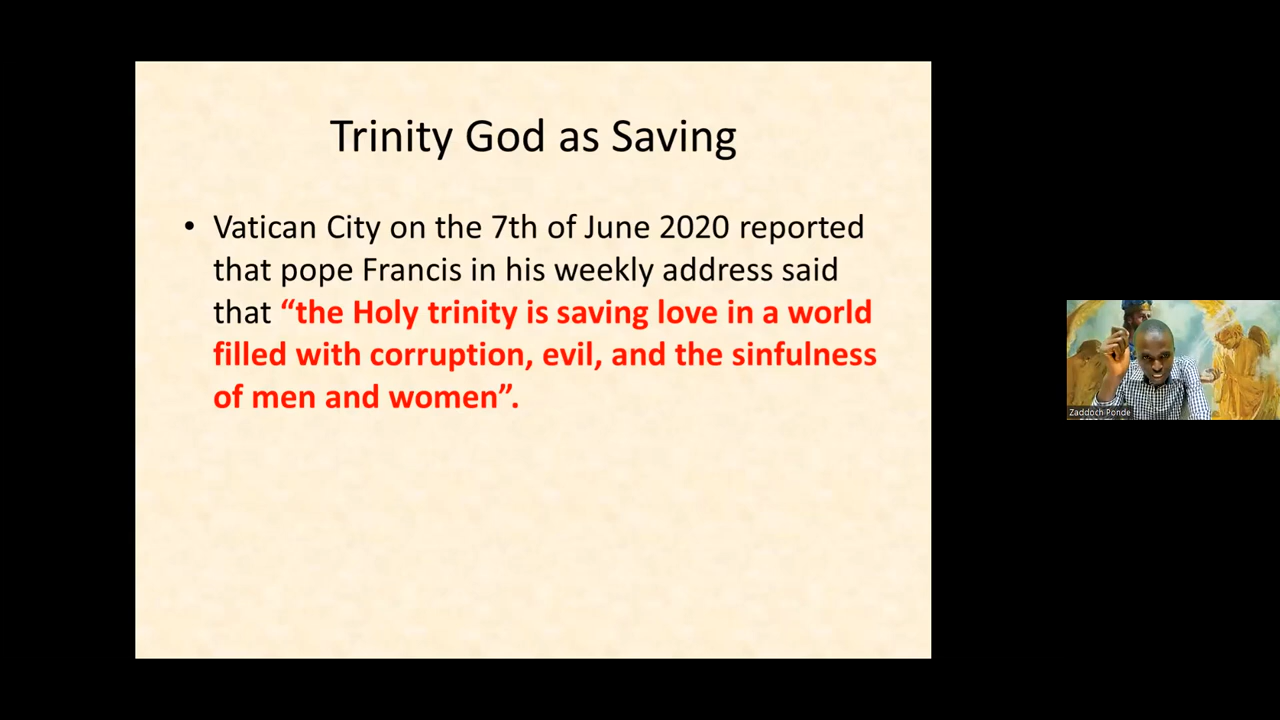 Trinity God as Saving
• Vatican City on the 7th of June 2020 reported
that pope Francis in his weekly address said
that “the Holy trinity is saving love in a world
filled with corruption, evil, and the sinfulness
of men and women”.
Zaddoch Ponde